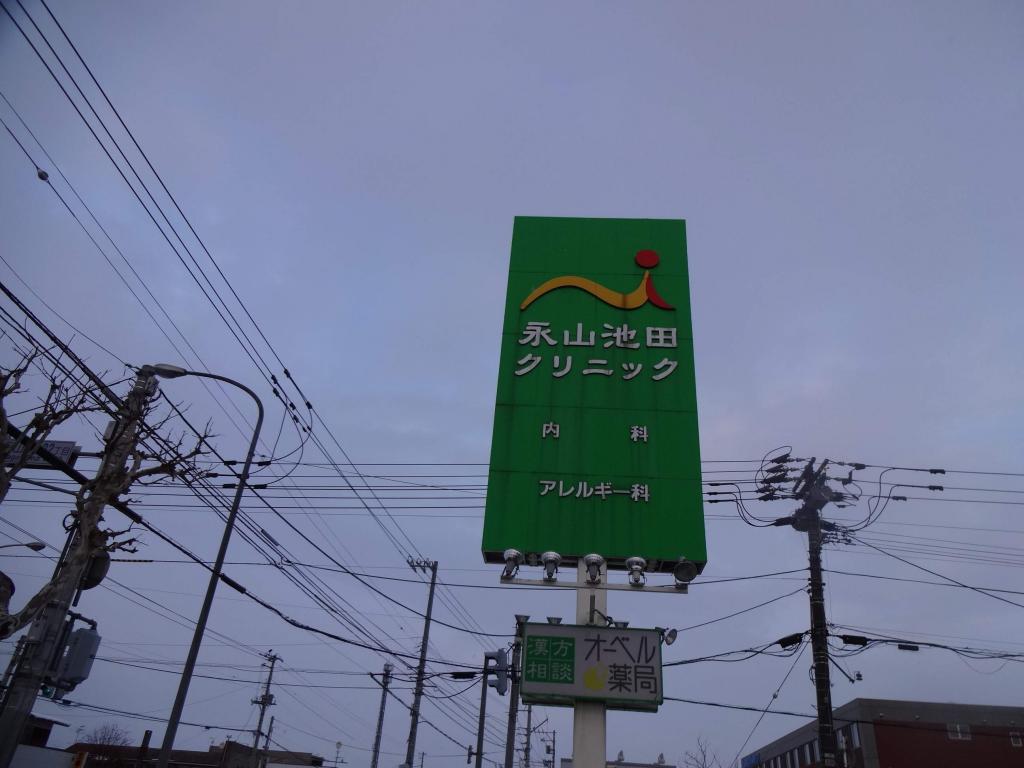 永山池田
クリニック
内 科
アレルギー科
漢方
相談
オーベル
薬局